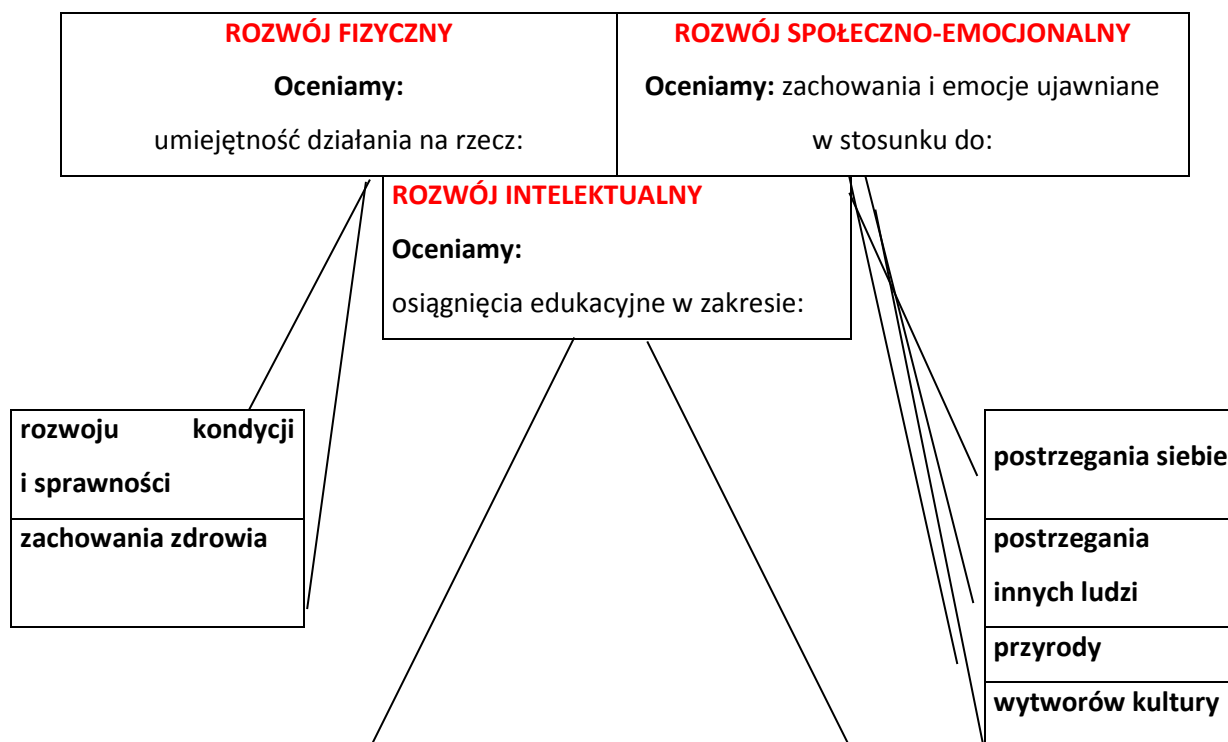 ROZWÓJ FIZYCZNY
Oceniamy:
umiejętność działania na rzecz:
ROZWÓJ SPOŁECZNO-EMOCJONALNY
Oceniamy: zachowania i emocje ujawniane
w stosunku do:
ROZWÓJ INTELEKTUALNY
Oceniamy:
osiągnięcia edukacyjne w zakresie:
rozwoju kondycji
i sprawności
zachowania zdrowia
postrzegania siebie
postrzegania
innych ludzi
przyrody
wytworów kultury